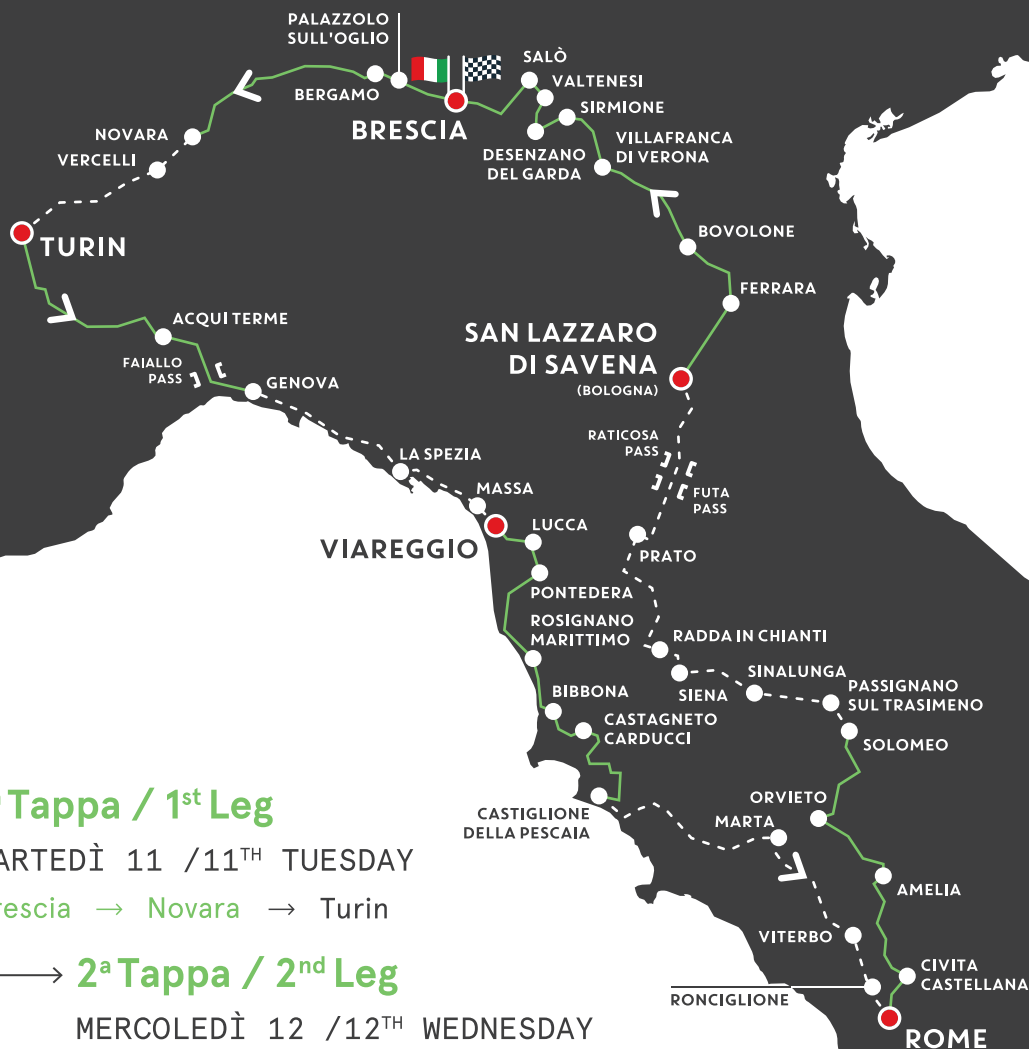 PALAZZOLO
SULL'OGLIO
BERGAMO
BRESCIA
SALÒ
VALTENESI
SIRMIONE
DESENZANO
DEL GARDA
VILLAFRANCA
DI VERONA
NOVARA
VERCELLI
TURIN
BOVOLONE
FERRARA
ACQUI TERME
SAN LAZZARO
DI SAVENA
(BOLOGNA)
FAIALLO
PASS
GENOVA
RATICOSA
PASS
LA SPEZIA
FUTA
PASS
MASSA
LUCCA
VIAREGGIO
PRATO
PONTEDERA
ROSIGNANO
MARITTIMO
RADDA IN CHIANTI
SINALUNGA
SIENA
PASSIGNANO
SUL TRASIMENO
BIBBONA
CASTAGNETO
CARDUCCI
SOLOMEO
ORVIETO
CASTIGLIONE
DELLA PESCAIA
MARTA
AMELIA
VITERBO
CIVITA
CASTELLANA
RONCIGLIONE
ROME
Tappa / 1st Leg
ARTEDÌ 11 /11TH TUESDAY
rescia → Novara → Turin
2a Tappa / 2nd Leg
MERCOLEDÌ 12 /12TH WEDNESDAY